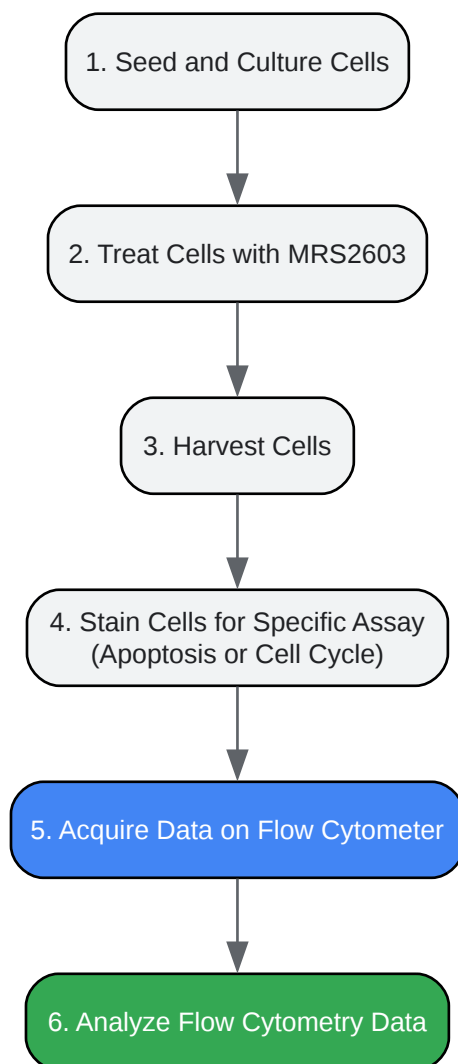 1. Seed and Culture Cells
2. Treat Cells with MRS2603
3. Harvest Cells
4. Stain Cells for Specific Assay
(Apoptosis or Cell Cycle)
5. Acquire Data on Flow Cytometer
6. Analyze Flow Cytometry Data